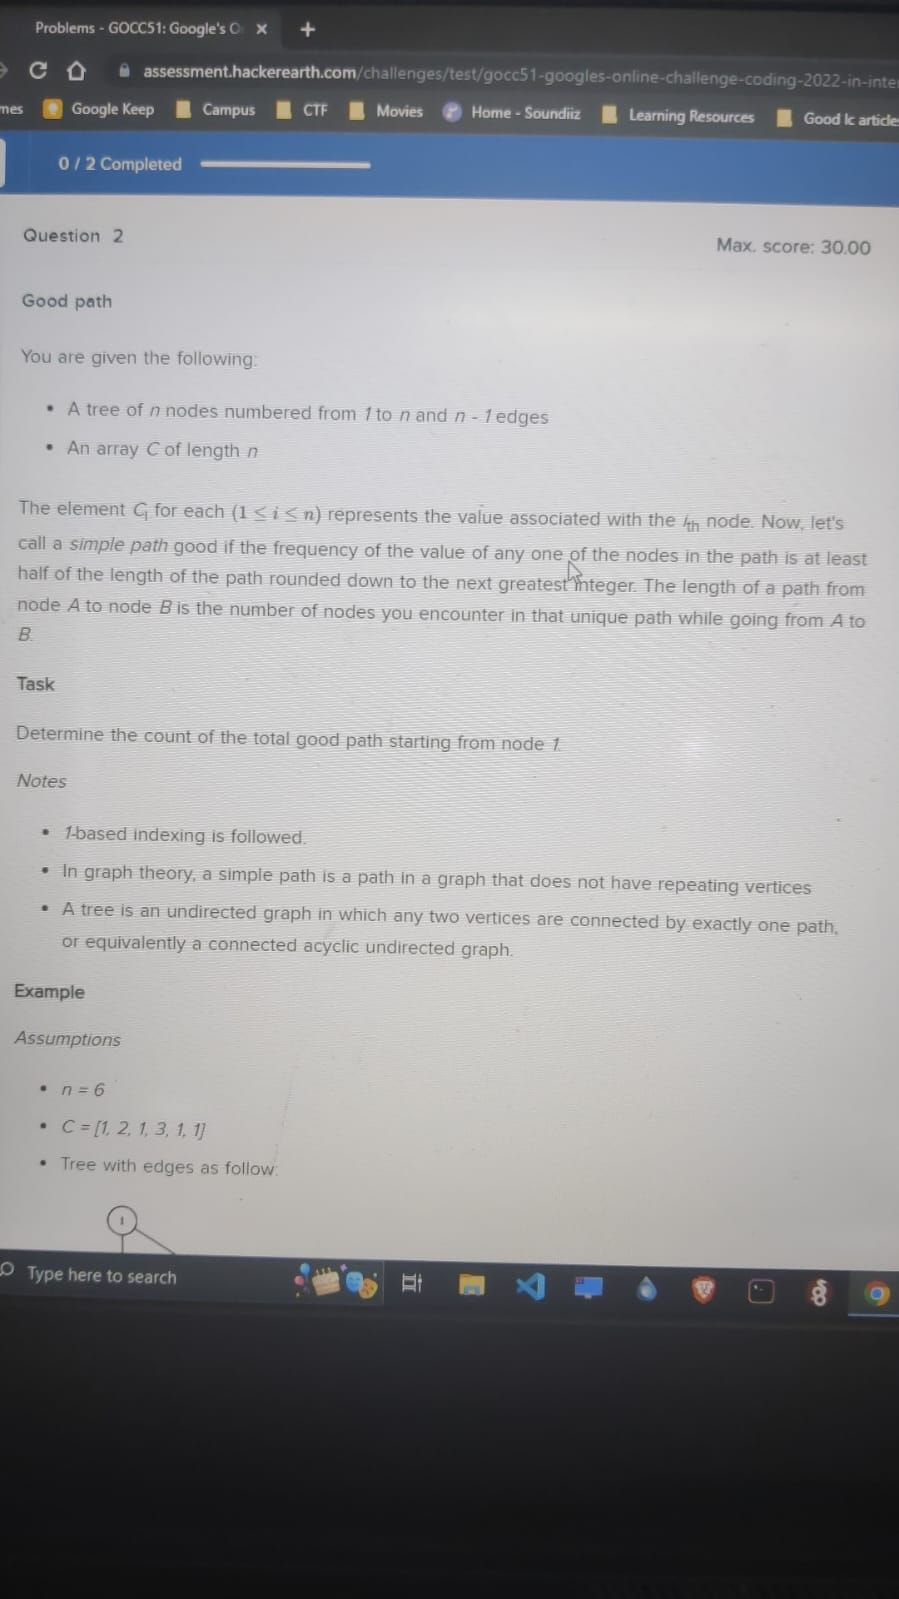 Problems - GOCC51: Google's O
assessment.hackerearth.com/challenges/test/gocc51-googles-online-challenge-coding-2022-in-inte
mes Google Keep Campus CTF Movies Home - Soundiiz Learning Resources Good lc article
0 / 2 Completed
Question 2
Max. score: 30.00
Good path
You are given the following:
• A tree of n nodes numbered from 1 to n and n - 1 edges
• An array C of length n
The element Ci for each (1 ≤ i ≤ n) represents the value associated with the ith node. Now, let's
call a simple path good if the frequency of the value of any one of the nodes in the path is at least
half of the length of the path rounded down to the next greatest integer. The length of a path from
node A to node B is the number of nodes you encounter in that unique path while going from A to
B.
Task
Determine the count of the total good path starting from node 1.
Notes
• 1-based indexing is followed.
• In graph theory, a simple path is a path in a graph that does not have repeating vertices
• A tree is an undirected graph in which any two vertices are connected by exactly one path,
or equivalently a connected acyclic undirected graph.
Example
Assumptions
• n = 6
• C = [1, 2, 1, 3, 1, 1]
• Tree with edges as follow:
1
Type here to search